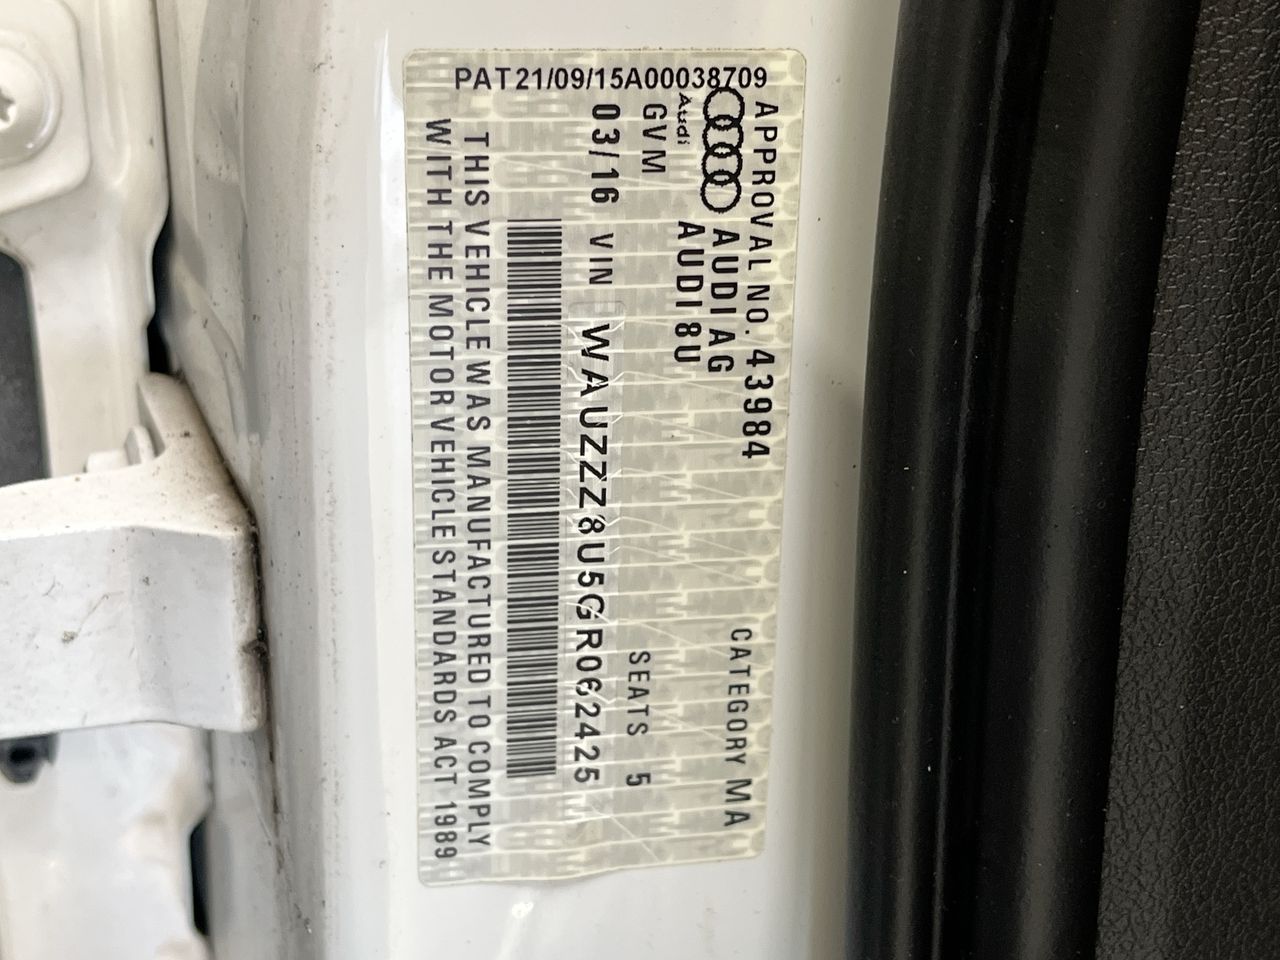 PAT21/09/15A00038709
APPROVAL NO. 43984 CATEGORY MA
Audi AUDI AG
AUDI 8U
GVM SEATS 5
03/16 VIN WAUZZZ8U5GR062425
THIS VEHICLE WAS MANUFACTURED TO COMPLY
WITH THE MOTOR VEHICLE STANDARDS ACT 1989